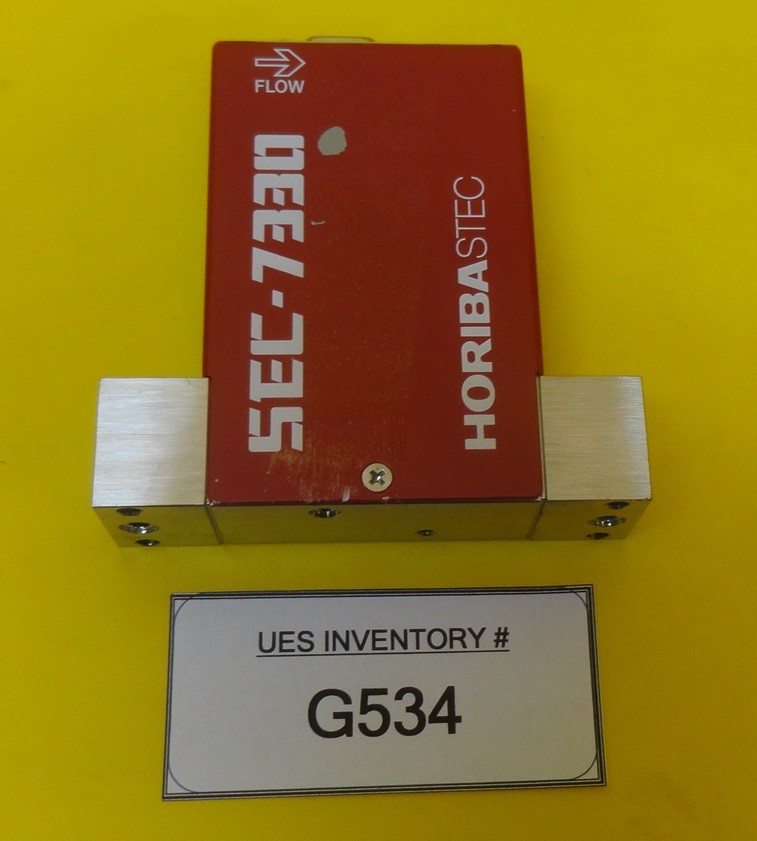 FLOW
SEC-7330
HORIBASTEC
UES INVENTORY #
G534